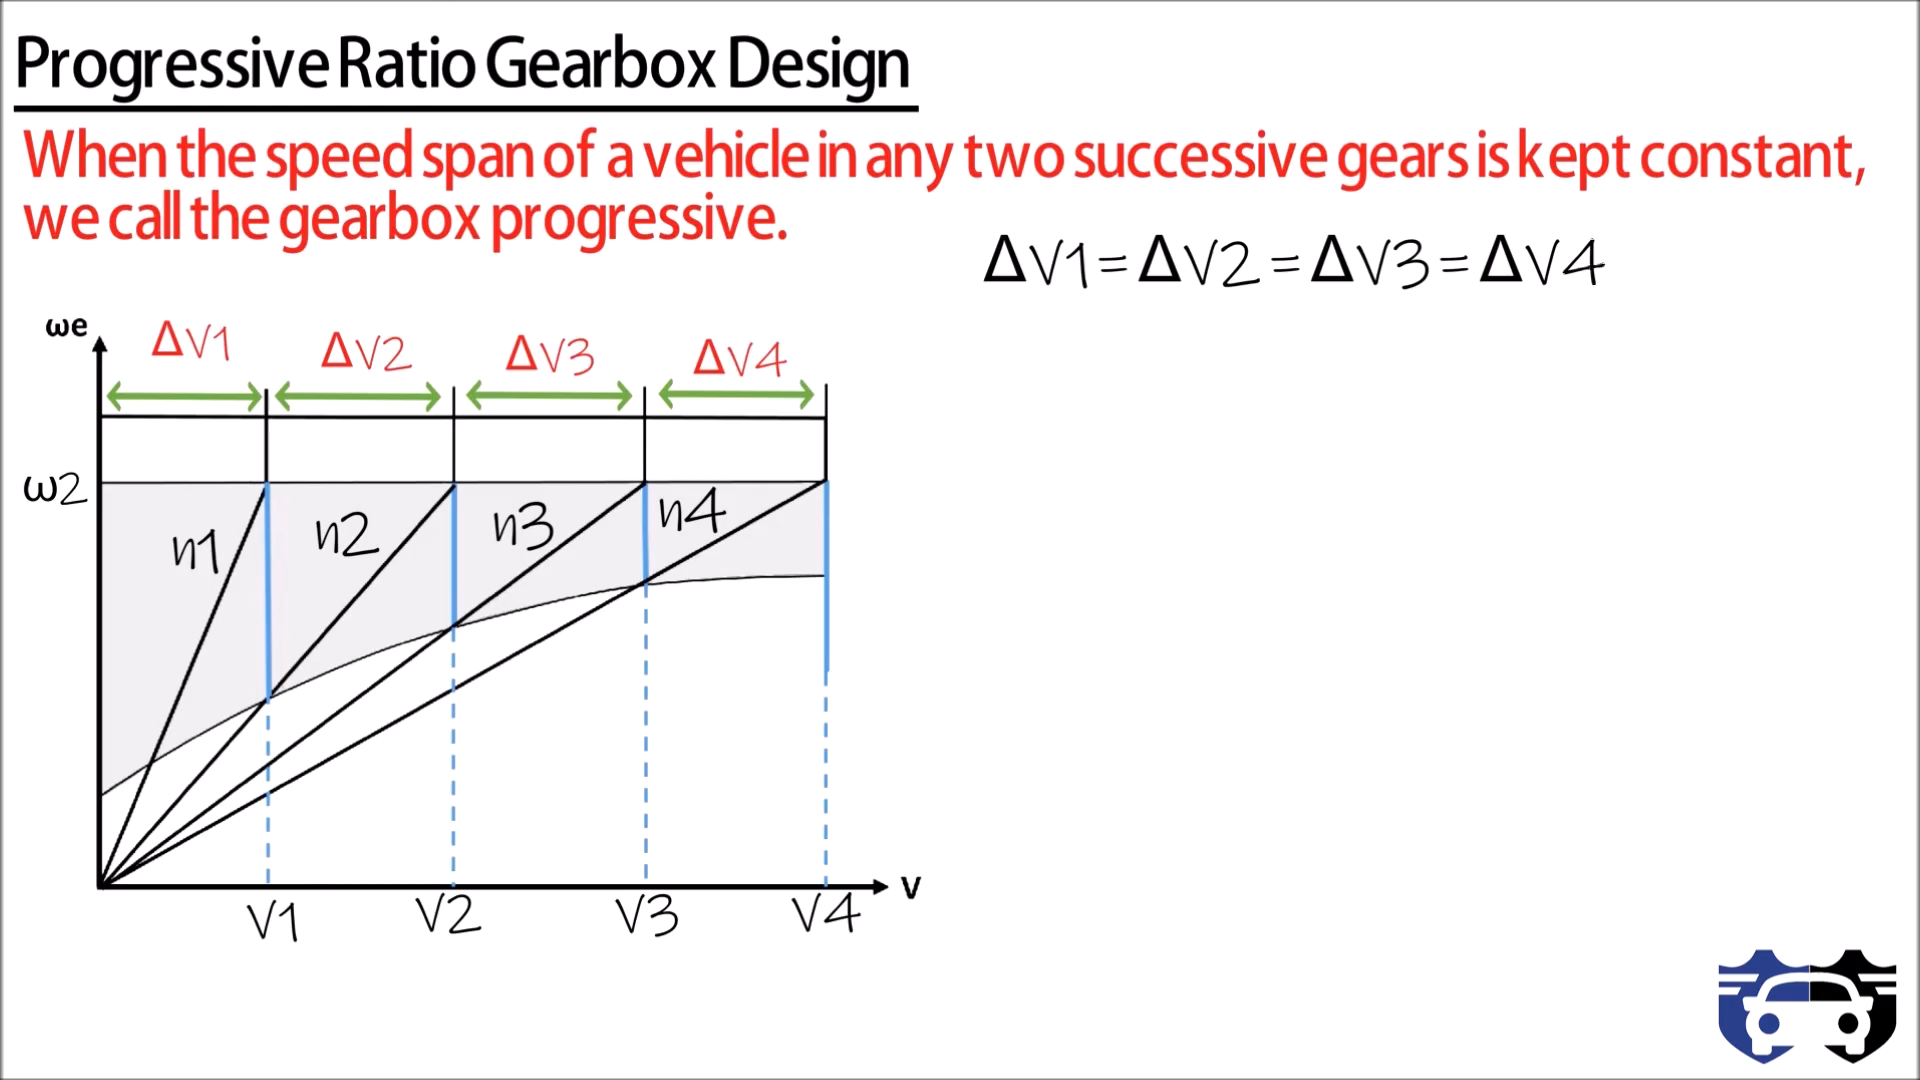 Progressive Ratio Gearbox Design
When the speed span of a vehicle in any two successive gears is kept constant,
we call the gearbox progressive.
ΔV1=ΔV2=ΔV3=ΔV4
ωe
ΔV1 ΔV2 ΔV3 ΔV4
ω2
n1 n2 n3 n4
V
V1 V2 V3 V4